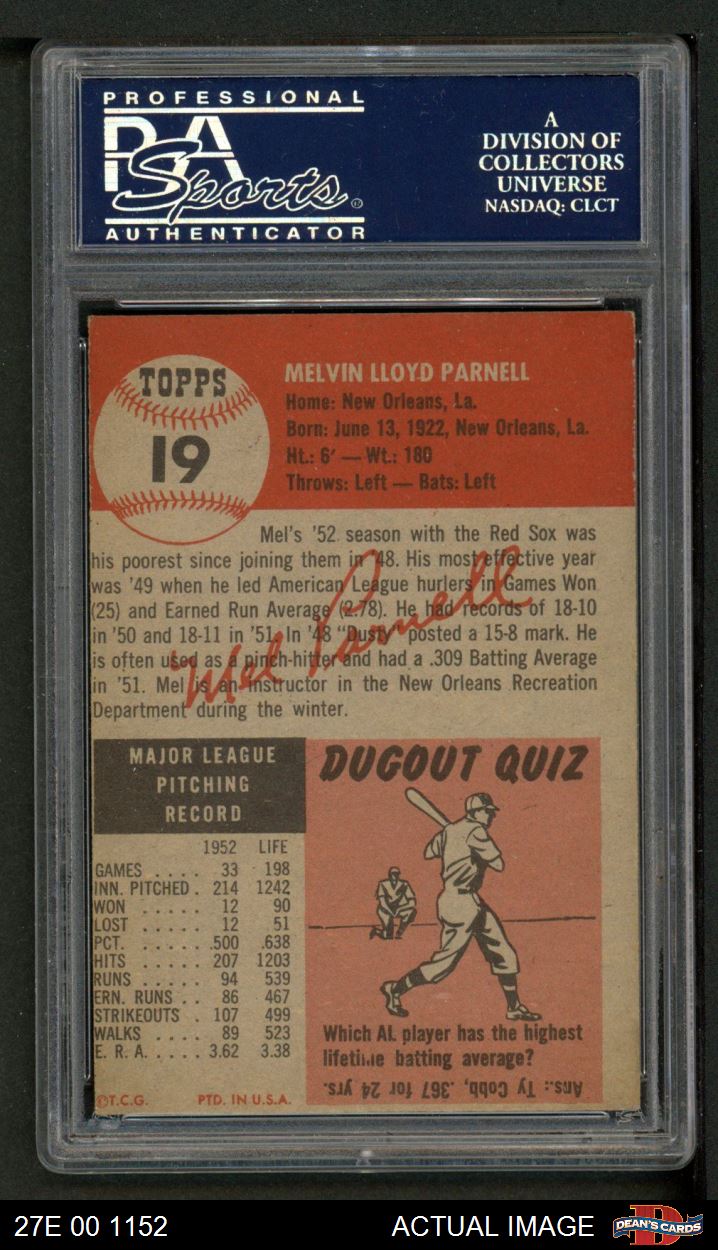 PROFESSIONAL
PSA
Sports
AUTHENTICATOR
A
DIVISION OF
COLLECTORS
UNIVERSE
NASDAQ: CLCT
TOPPS
19
MELVIN LLOYD PARNELL
Home: New Orleans, La.
Born: June 13, 1922, New Orleans, La.
Ht.: 6' — Wt.: 180
Throws: Left — Bats: Left
Mel's '52 season with the Red Sox was
his poorest since joining them in '48. His most effective year
was '49 when he led American League hurlers in Games Won
(25) and Earned Run Average (2.78). He had records of 18-10
in '50 and 18-11 in '51. In '48 "Dusty" posted a 15-8 mark. He
is often used as a pinch-hitter and had a .309 Batting Average
in '51. Mel is an instructor in the New Orleans Recreation
Department during the winter.
Mel Parnell
MAJOR LEAGUE
PITCHING
RECORD
1952 LIFE
GAMES .... 33 198
INN. PITCHED . 214 1242
WON ..... 12 90
LOST ..... 12 51
PCT. ..... .500 .638
HITS ..... 207 1203
RUNS ..... 94 539
ERN. RUNS .. 86 467
STRIKEOUTS . 107 499
WALKS .... 89 523
E. R. A. .... 3.62 3.38
©T.C.G. PTD. IN U.S.A.
DUGOUT QUIZ
Which AL player has the highest
lifetime batting average?
Ans.: Ty Cobb, .367 for 24 yrs.
27E 00 1152 ACTUAL IMAGE DEAN'S CARDS